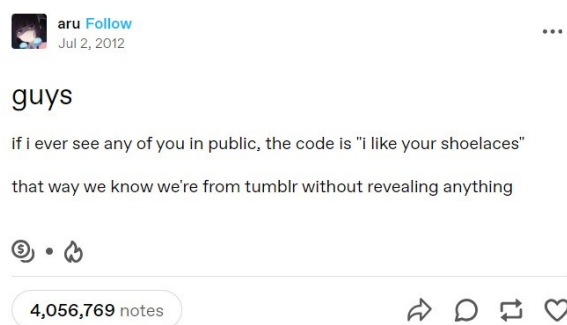 aru Follow
Jul 2, 2012
guys
if i ever see any of you in public, the code is "i like your shoelaces"
that way we know we're from tumblr without revealing anything
4,056,769 notes